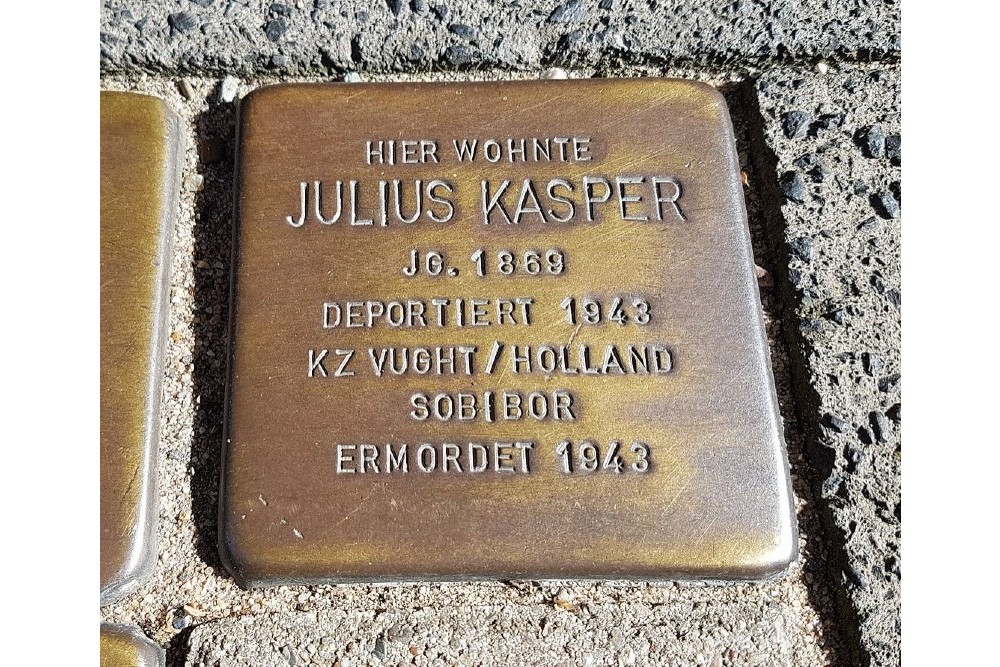 HIER WOHNTE
JULIUS KASPER
JG. 1869
DEPORTIERT 1943
KZ VUGHT/HOLLAND
SOBIBOR
ERMORDET 1943